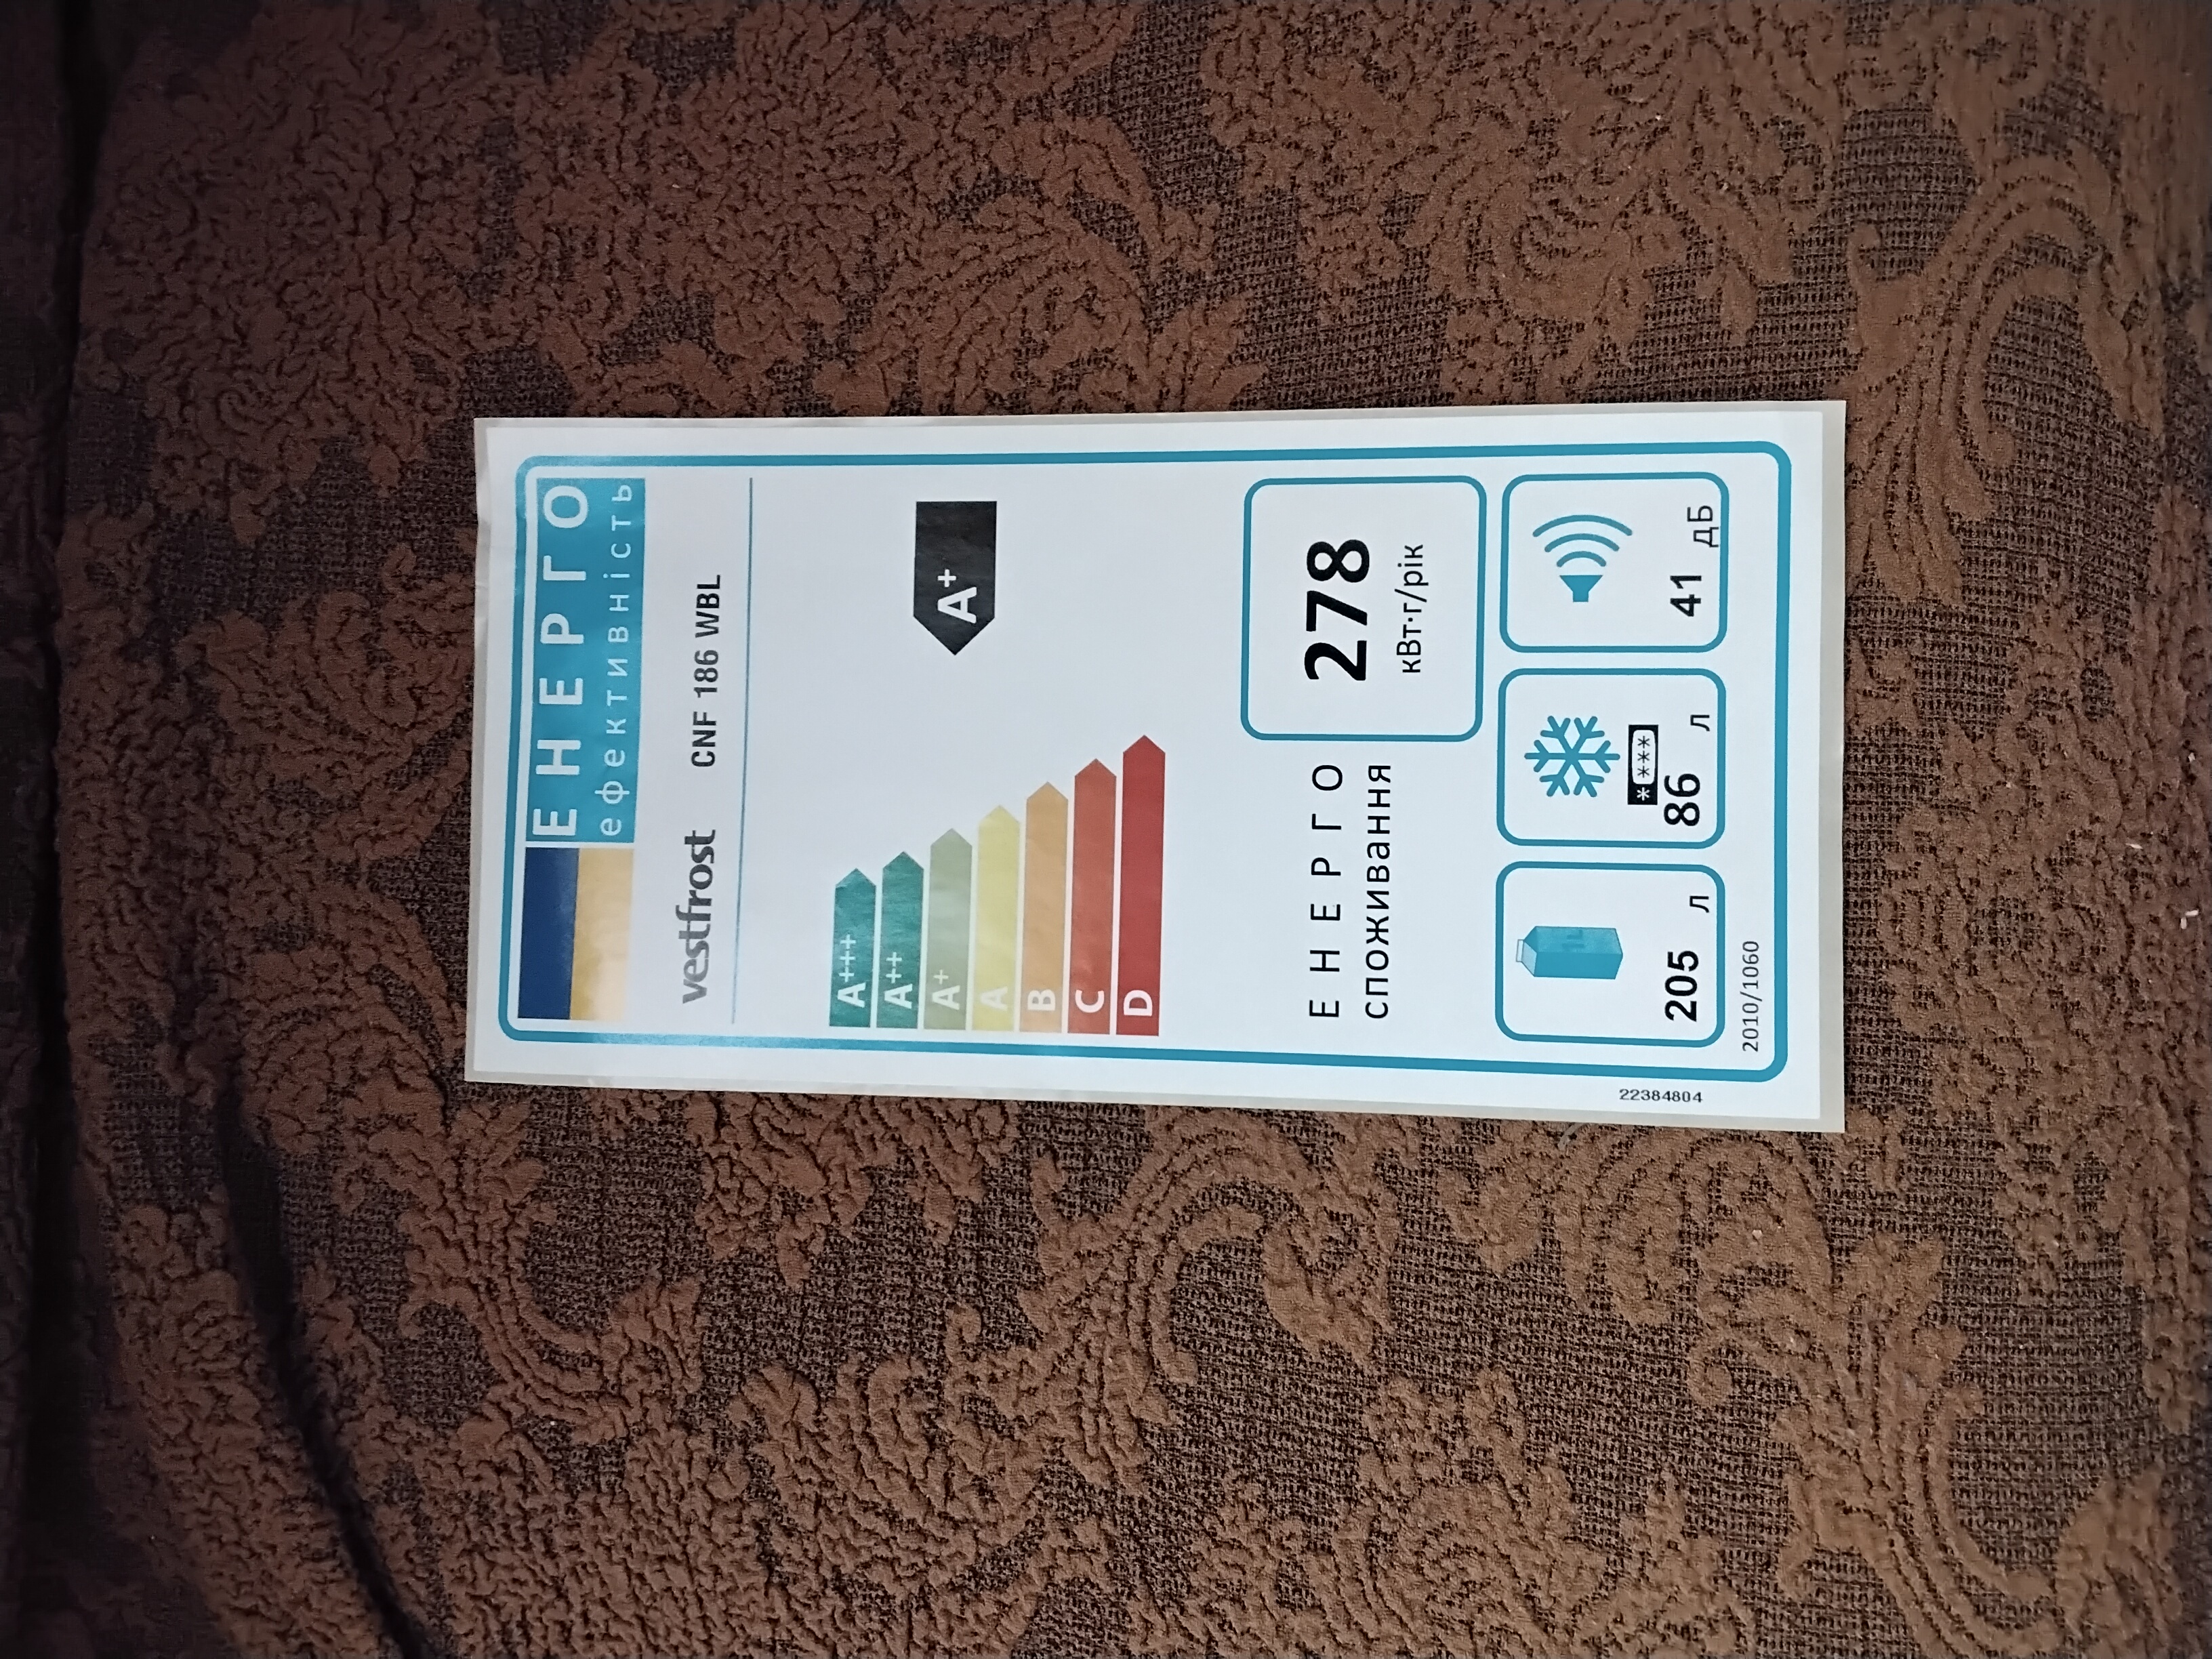 ЕНЕРГО
ефективність
vestfrost CNF 186 WBL
A+++
A++
A+
A+
A
B
C
D
ЕНЕРГО
СПОЖИВАННЯ
278
кВт·г/рік
205 л
****​*
86 л
41 дБ
2010/1060
22384804